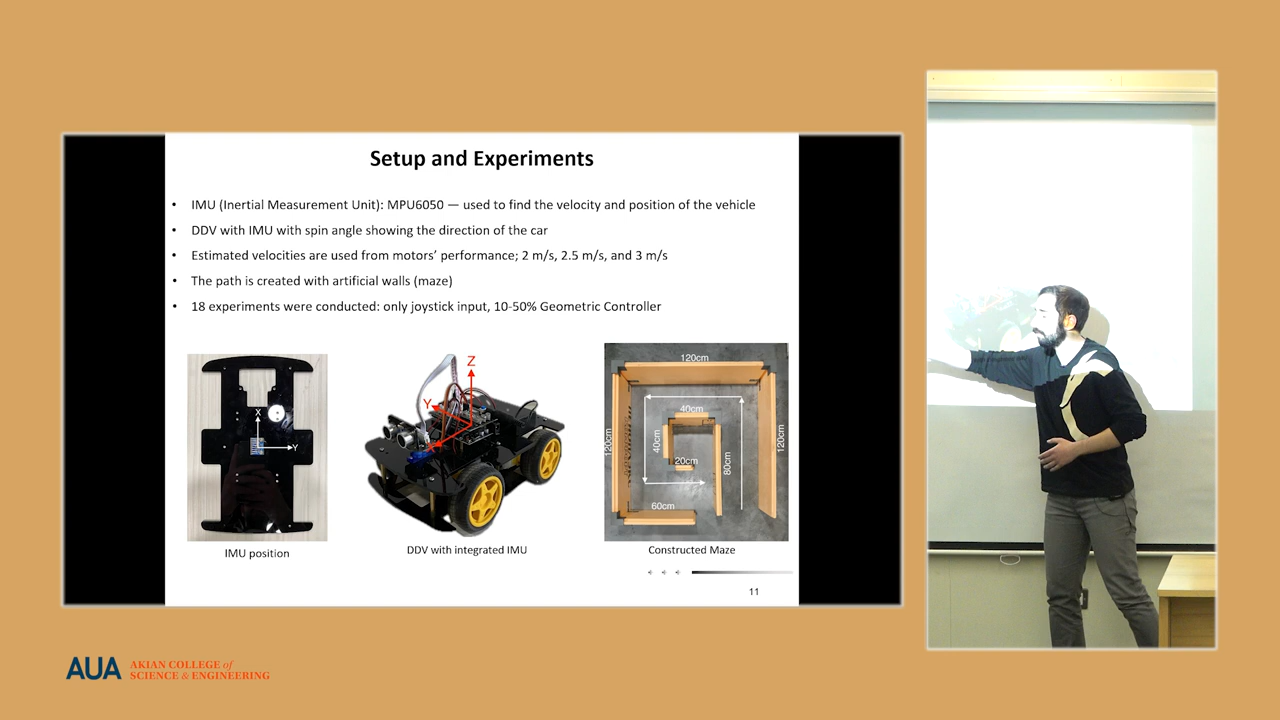 Setup and Experiments
• IMU (Inertial Measurement Unit): MPU6050 — used to find the velocity and position of the vehicle
• DDV with IMU with spin angle showing the direction of the car
• Estimated velocities are used from motors’ performance; 2 m/s, 2.5 m/s, and 3 m/s
• The path is created with artificial walls (maze)
• 18 experiments were conducted: only joystick input, 10-50% Geometric Controller
X
Y
Z
Y
120cm
120cm
40cm
40cm
20cm
80cm
120cm
60cm
IMU position
DDV with integrated IMU
Constructed Maze
11
AUA AKIAN COLLEGE of
SCIENCE & ENGINEERING